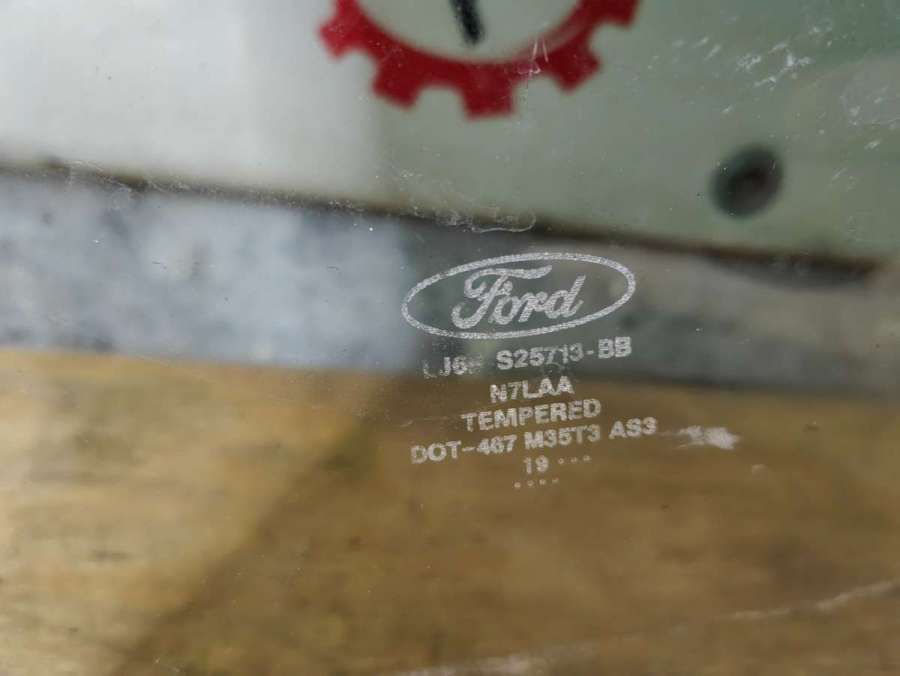 Ford
S25713-BB
N7LAA
TEMPERED
DOT-467 M35T3 AS3
19